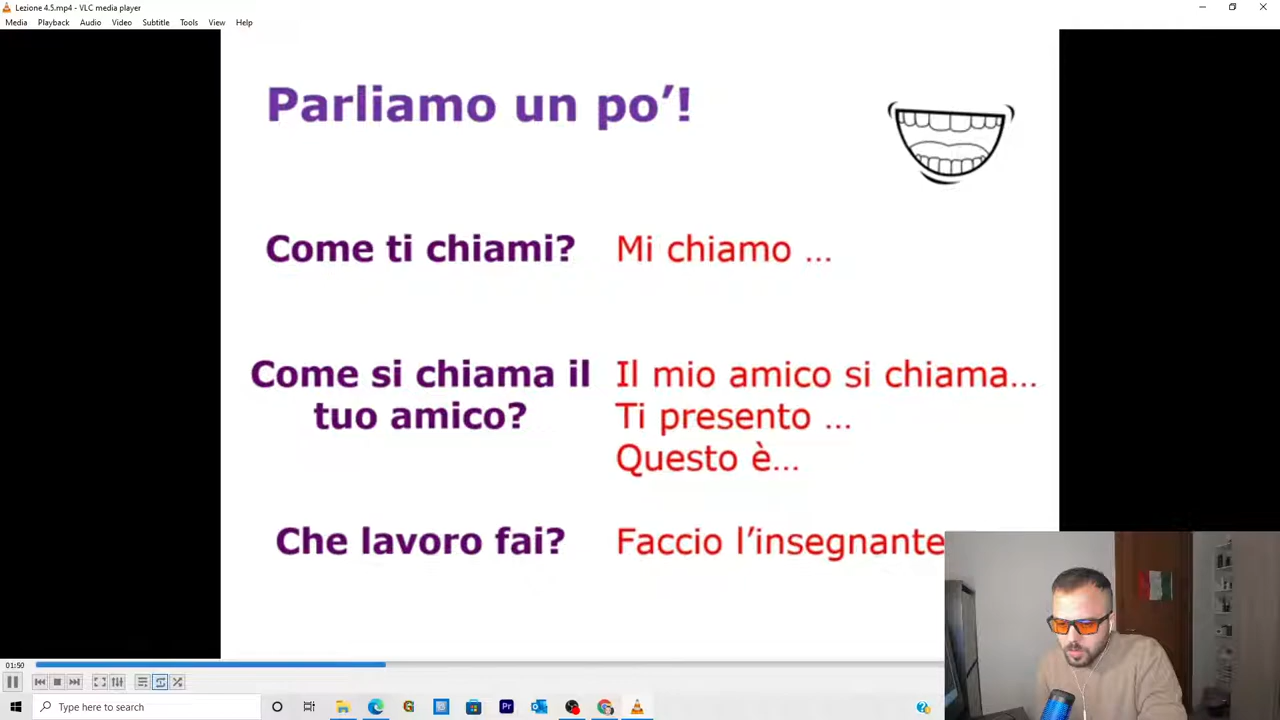 Lezione 4.5.mp4 - VLC media player
Media Playback Audio Video Subtitle Tools View Help
Parliamo un po’!
Come ti chiami? Mi chiamo ...
Come si chiama il Il mio amico si chiama...
tuo amico? Ti presento ...
Questo è...
Che lavoro fai? Faccio l’insegnante
01:50
Type here to search